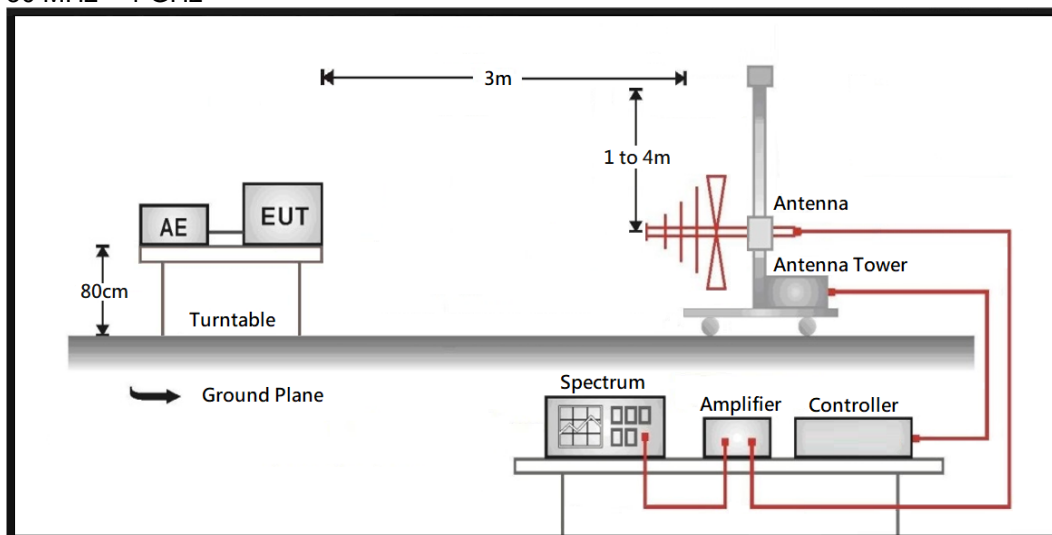 3m
1 to 4m
Antenna
AE
EUT
Antenna Tower
80cm
Turntable
Ground Plane
Spectrum
Amplifier
Controller